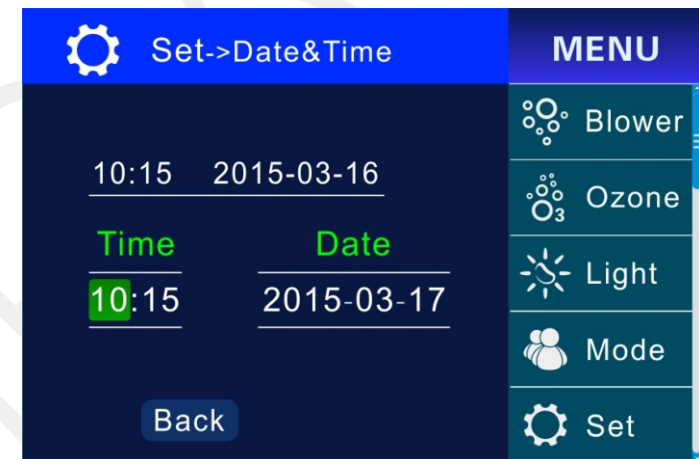 Set->Date&Time
MENU
10:15 2015-03-16
Time Date
10:15 2015-03-17
Back
Blower
O3 Ozone
Light
Mode
Set